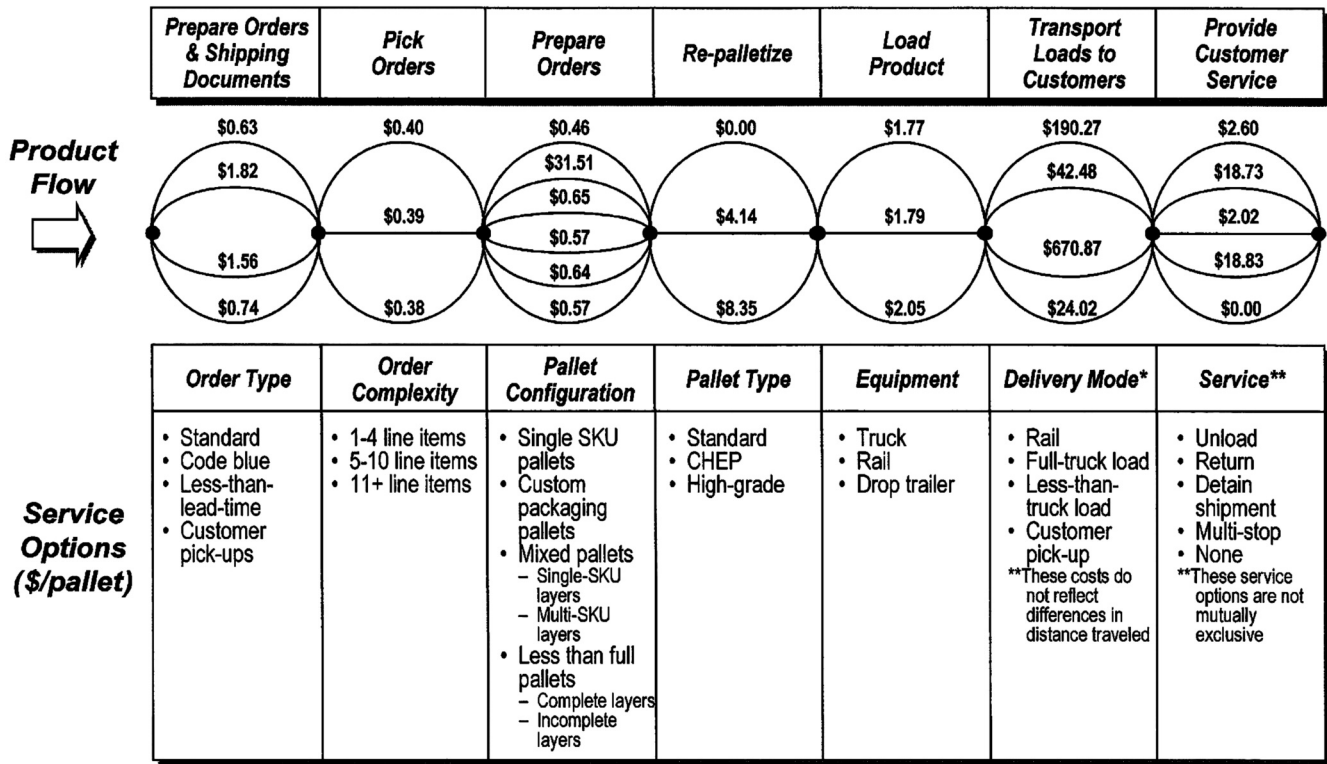 Prepare Orders
& Shipping
Documents
Pick
Orders
Prepare
Orders
Re-palletize
Load
Product
Transport
Loads to
Customers
Provide
Customer
Service
Product
Flow
$0.63
$1.82
$1.56
$0.74
$0.40
$0.39
$0.38
$0.46
$31.51
$0.65
$0.57
$0.64
$0.57
$0.00
$4.14
$8.35
$1.77
$1.79
$2.05
$190.27
$42.48
$670.87
$24.02
$2.60
$18.73
$2.02
$18.83
$0.00
Service
Options
($/pallet)
Order Type
• Standard
• Code blue
• Less-than-
lead-time
• Customer
pick-ups
Order
Complexity
• 1-4 line items
• 5-10 line items
• 11+ line items
Pallet
Configuration
• Single SKU
pallets
• Custom
packaging
pallets
• Mixed pallets
– Single-SKU
layers
– Multi-SKU
layers
• Less than full
pallets
– Complete layers
– Incomplete
layers
Pallet Type
• Standard
• CHEP
• High-grade
Equipment
• Truck
• Rail
• Drop trailer
Delivery Mode*
• Rail
• Full-truck load
• Less-than-
truck load
• Customer
pick-up
**These costs do
not reflect
differences in
distance traveled
Service**
• Unload
• Return
• Detain
shipment
• Multi-stop
• None
**These service
options are not
mutually
exclusive